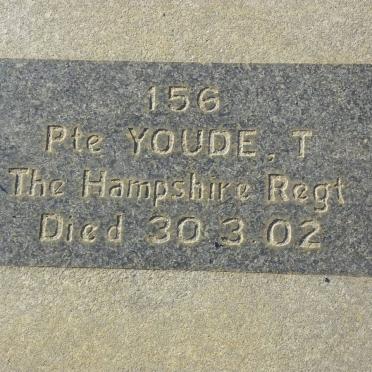 156
Pte YOUDE, T
The Hampshire Regt
Died 30 3 02